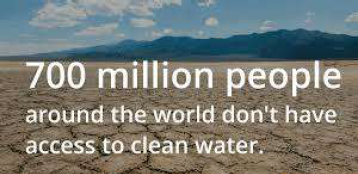 700 million people
around the world don't have
access to clean water.